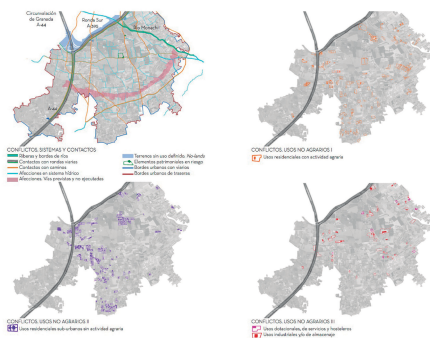 Circunvalación
de Granada
A-44
Ronda Sur
A-395
Río Monachil
A-44
CONFLICTOS, SISTEMAS Y CONTACTOS
Riberas y bordes de ríos
Contactos con rondas viarias
Contactos con caminos
Afecciones en sistema hídrico
Afecciones. Vías previstas y no ejecutadas
Terrenos sin uso definido. No-lands
Elementos patrimoniales en riesgo
Bordes urbanos con viarios
Bordes urbanos de traseras
CONFLICTOS, USOS NO AGRARIOS I
Usos residenciales con actividad agraria
CONFLICTOS, USOS NO AGRARIOS II
Usos residenciales sub-urbanos sin actividad agraria
CONFLICTOS, USOS NO AGRARIOS III
Usos dotacionales, de servicios y hosteleros
Usos industriales y/o de almacenaje